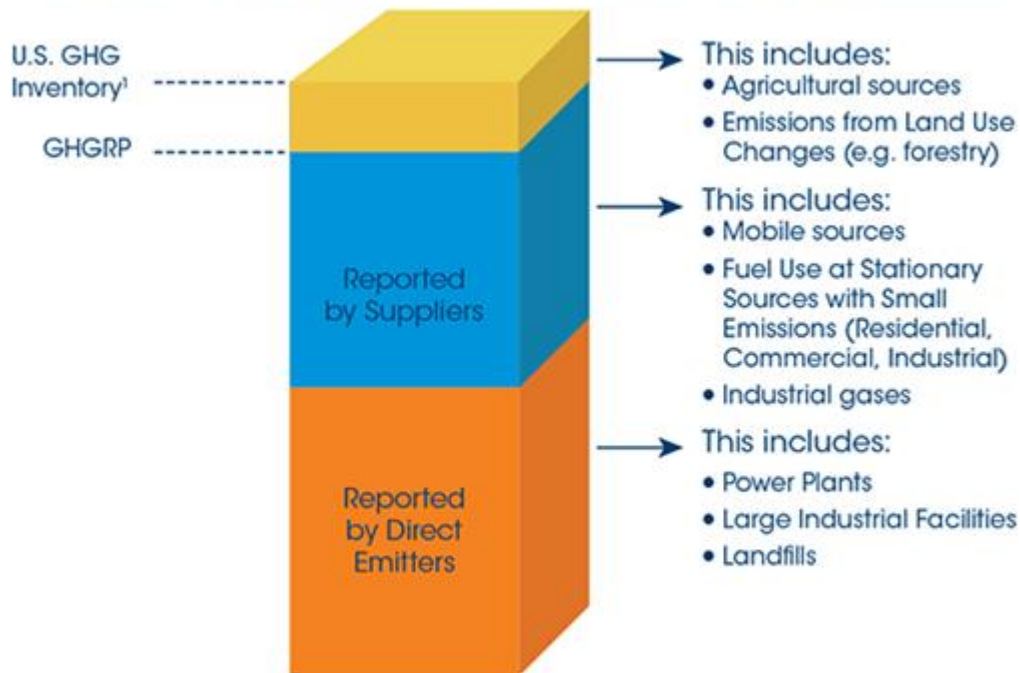 U.S. GHG
Inventory¹
GHGRP
Reported
by Suppliers
Reported
by Direct
Emitters
This includes:
• Agricultural sources
• Emissions from Land Use
Changes (e.g. forestry)
This includes:
• Mobile sources
• Fuel Use at Stationary
Sources with Small
Emissions (Residential,
Commercial, Industrial)
• Industrial gases
This includes:
• Power Plants
• Large Industrial Facilities
• Landfills